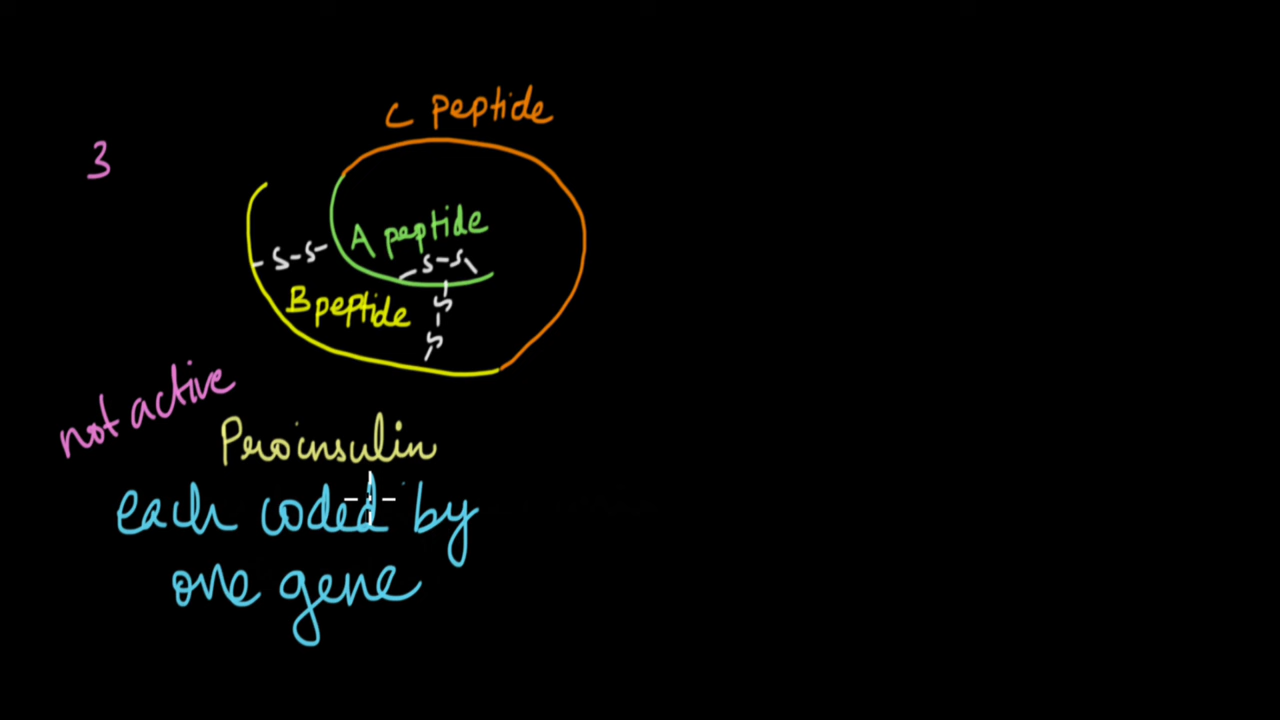 C peptide
3
A peptide
-S-S-
S-S
B peptide
S
S
not active
Proinsulin
each coded by
one gene